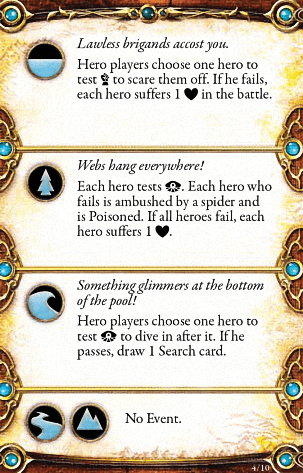 Lawless brigands accost you.
Hero players choose one hero to
test to scare them off. If he fails,
each hero suffers 1 in the battle.
Webs hang everywhere!
Each hero tests . Each hero who
fails is ambushed by a spider and
is Poisoned. If all heroes fail, each
hero suffers 1 .
Something glimmers at the bottom
of the pool!
Hero players choose one hero to
test to dive in after it. If he
passes, draw 1 Search card.
No Event.
4/10